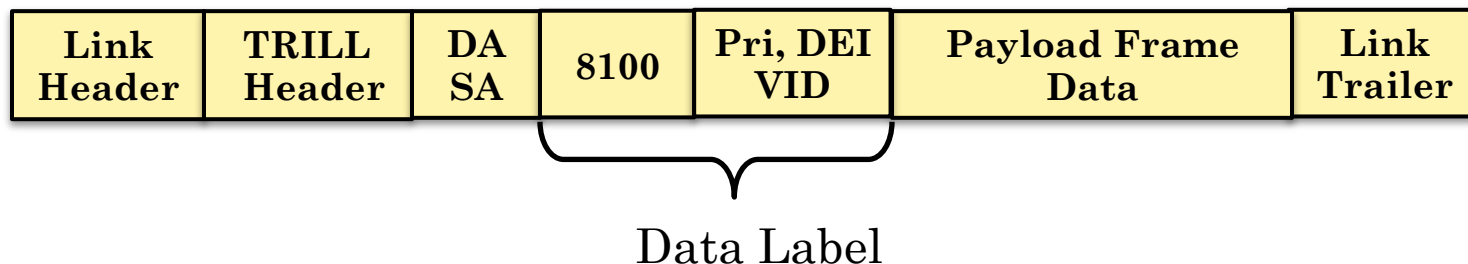 Link Header
TRILL Header
DA SA
8100
Pri, DEI VID
Payload Frame Data
Link Trailer
Data Label